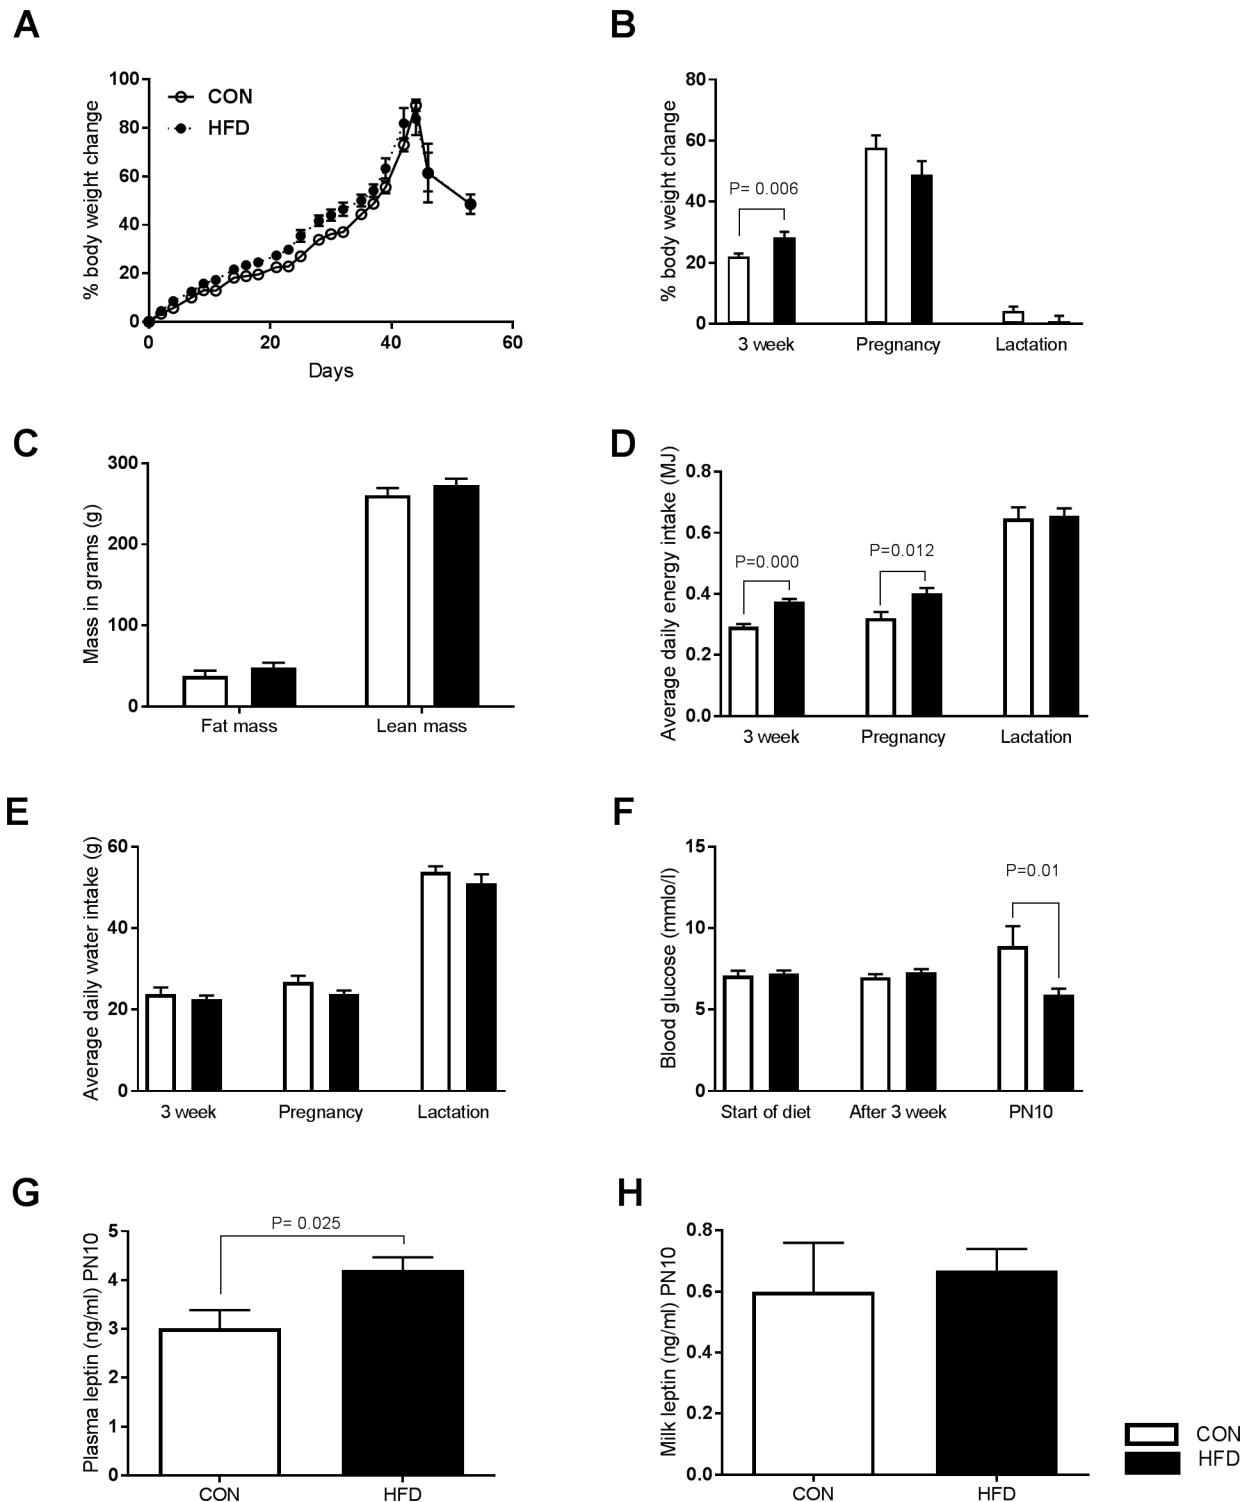 A
% body weight change
100
80
60
40
20
0
CON
HFD
0 20 40 60
Days
B
% body weight change
80
60
40
20
0
P= 0.006
3 week Pregnancy Lactation
C
Mass in grams (g)
300
200
100
0
Fat mass Lean mass
D
Average daily energy intake (MJ)
0.8
0.6
0.4
0.2
0.0
P=0.000
P=0.012
3 week Pregnancy Lactation
E
Average daily water intake (g)
60
40
20
0
3 week Pregnancy Lactation
F
Blood glucose (mmlo/l)
15
10
5
0
P=0.01
Start of diet After 3 week PN10
G
Plasma leptin (ng/ml) PN10
5
4
3
2
1
0
P= 0.025
CON HFD
H
Milk leptin (ng/ml) PN10
0.8
0.6
0.4
0.2
0.0
CON HFD
CON
HFD